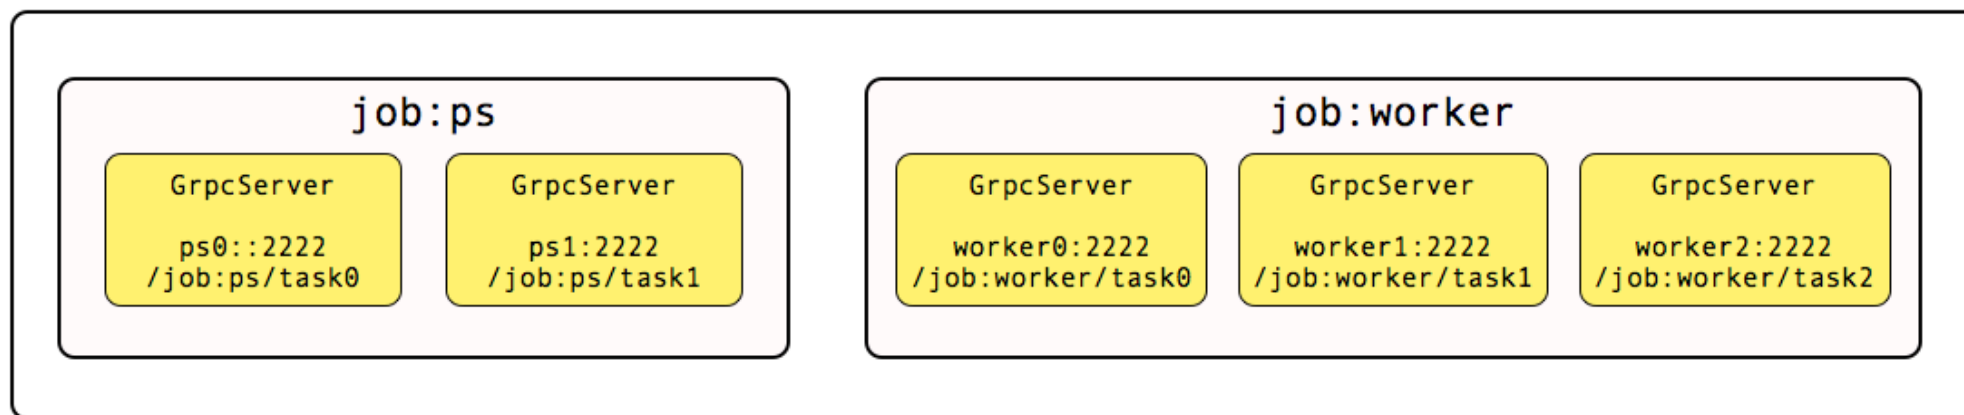 job:ps
GrpcServer
ps0::2222
/job:ps/task0
GrpcServer
ps1:2222
/job:ps/task1
job:worker
GrpcServer
worker0:2222
/job:worker/task0
GrpcServer
worker1:2222
/job:worker/task1
GrpcServer
worker2:2222
/job:worker/task2